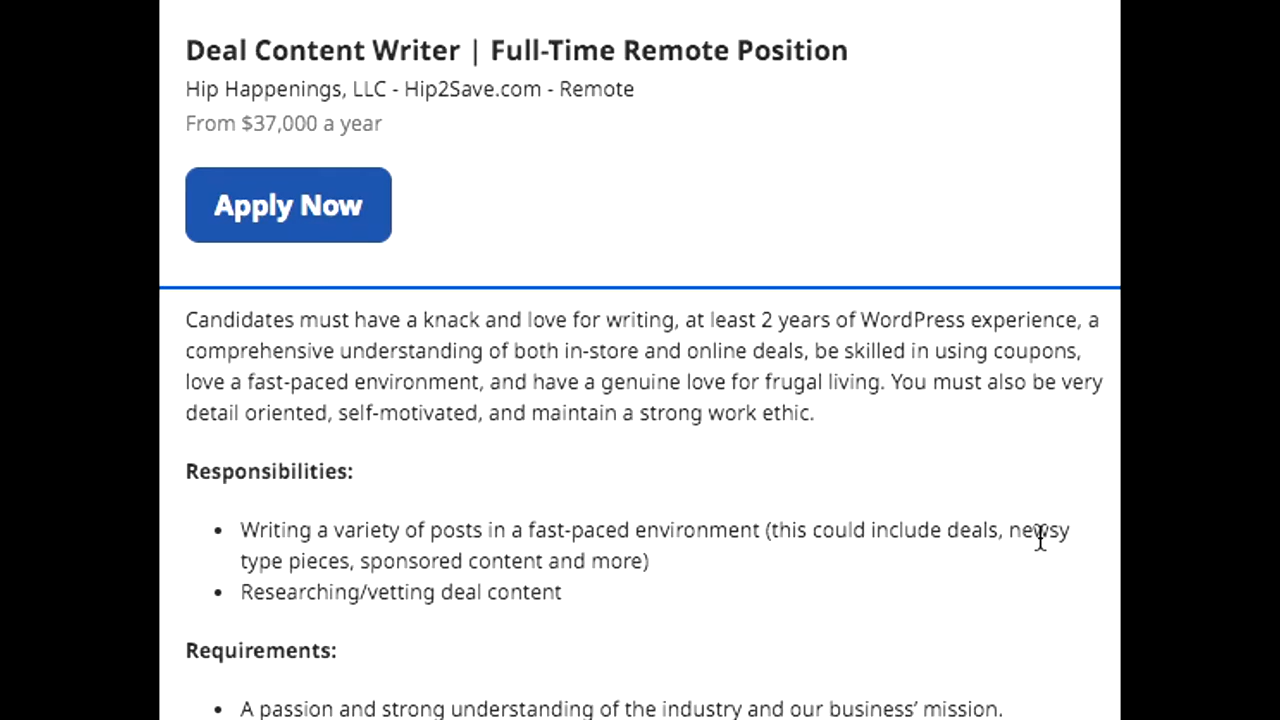 Deal Content Writer | Full-Time Remote Position
Hip Happenings, LLC - Hip2Save.com - Remote
From $37,000 a year
Apply Now
Candidates must have a knack and love for writing, at least 2 years of WordPress experience, a
comprehensive understanding of both in-store and online deals, be skilled in using coupons,
love a fast-paced environment, and have a genuine love for frugal living. You must also be very
detail oriented, self-motivated, and maintain a strong work ethic.
Responsibilities:
• Writing a variety of posts in a fast-paced environment (this could include deals, newsy
type pieces, sponsored content and more)
• Researching/vetting deal content
Requirements:
• A passion and strong understanding of the industry and our business’ mission.